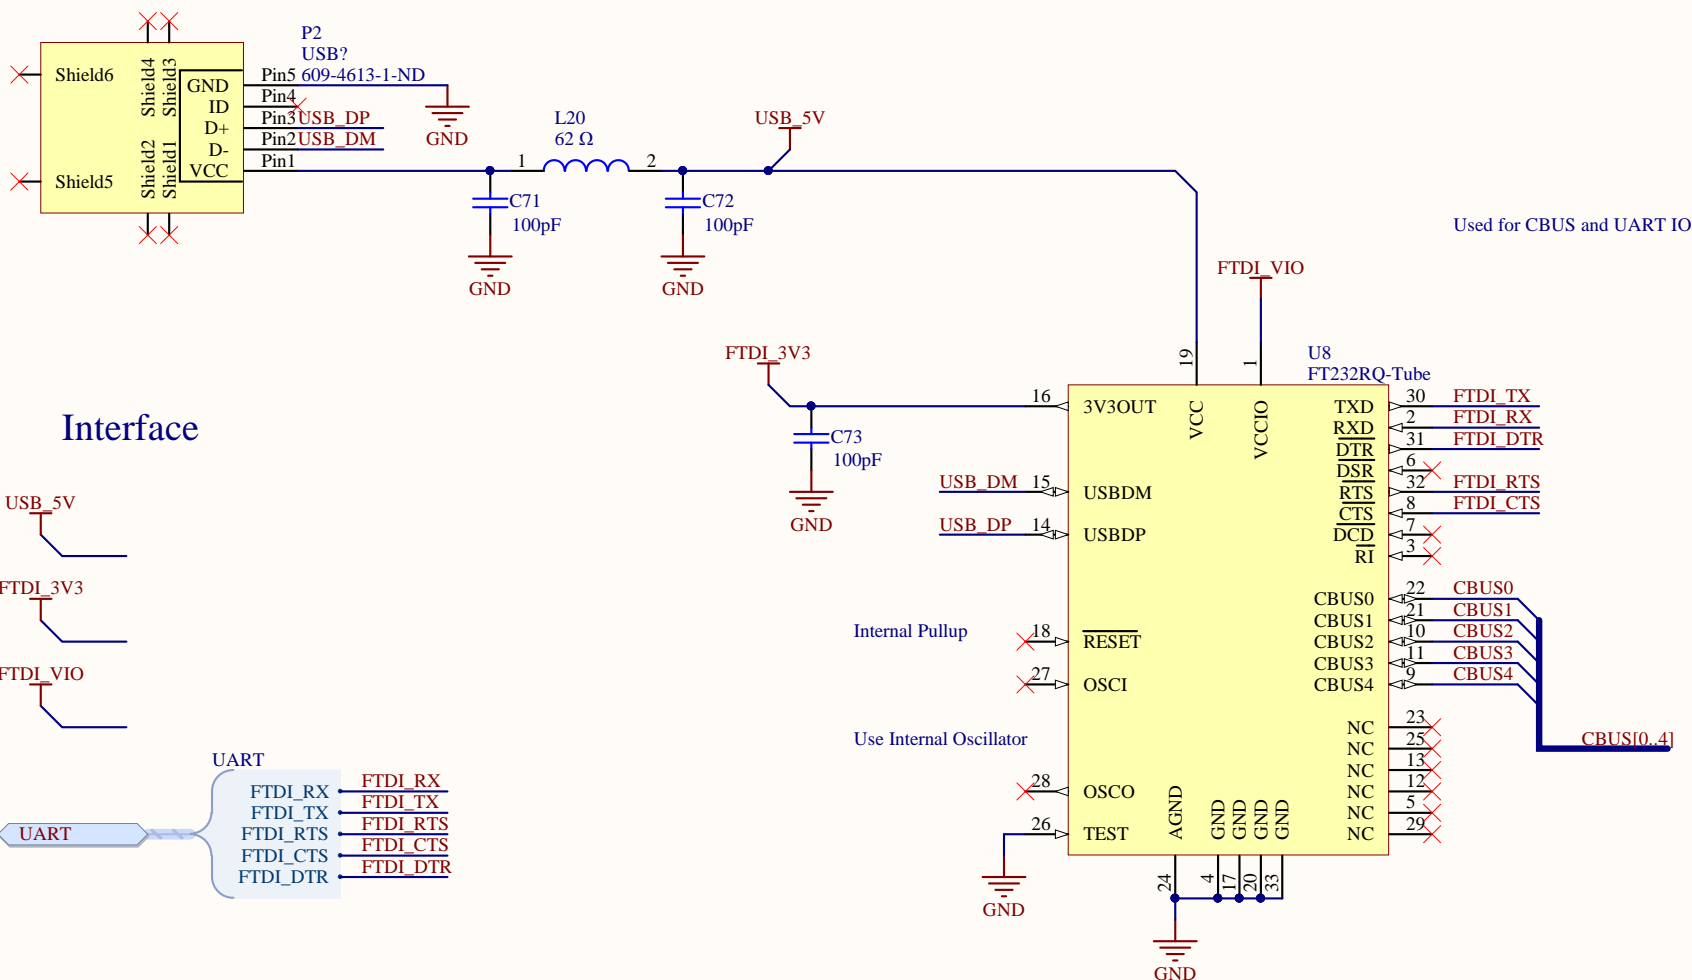 P2
USB?
609-4613-1-ND
Shield6
Shield5
Shield4
Shield3
Shield2
Shield1
GND Pin5
ID Pin4
D+ Pin3 USB_DP
D- Pin2 USB_DM
VCC Pin1
GND
L20
62 Ω
1 2
USB_5V
C71
100pF
GND
C72
100pF
GND
Used for CBUS and UART IO
FTDI_VIO
FTDI_3V3
C73
100pF
GND
U8
FT232RQ-Tube
19 VCC
1 VCCIO
16 3V3OUT
USB_DM 15 USBDM
USB_DP 14 USBDP
Internal Pullup
18 RESET
27 OSCI
Use Internal Oscillator
28 OSCO
26 TEST
GND
TXD 30 FTDI_TX
RXD 2 FTDI_RX
DTR 31 FTDI_DTR
DSR 6
RTS 32 FTDI_RTS
CTS 8 FTDI_CTS
DCD 7
RI 3
CBUS0 22 CBUS0
CBUS1 21 CBUS1
CBUS2 10 CBUS2
CBUS3 11 CBUS3
CBUS4 9 CBUS4
CBUS[0..4]
NC 23
NC 25
NC 13
NC 12
NC 5
NC 29
AGND 24
GND 4
GND 17
GND 20
GND 33
GND
Interface
USB_5V
FTDI_3V3
FTDI_VIO
UART
UART
FTDI_RX FTDI_RX
FTDI_TX FTDI_TX
FTDI_RTS FTDI_RTS
FTDI_CTS FTDI_CTS
FTDI_DTR FTDI_DTR